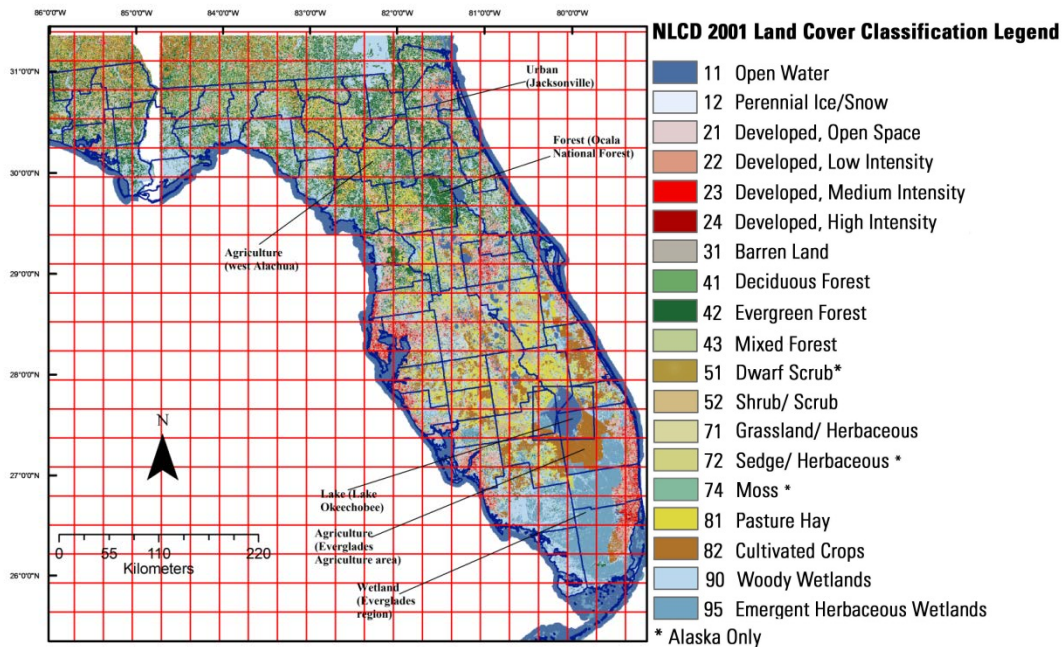 86°0'0"W 85°0'0"W 84°0'0"W 83°0'0"W 82°0'0"W 81°0'0"W 80°0'0"W
31°0'0"N
30°0'0"N
29°0'0"N
28°0'0"N
27°0'0"N
26°0'0"N
Urban
(Jacksonville)
Forest (Ocala
National Forest)
Agriculture
(west Alachua)
N
Lake (Lake
Okeechobee)
Agriculture
(Everglades
Agriculture area)
Wetland
(Everglades
region)
0 55 110 220
Kilometers
NLCD 2001 Land Cover Classification Legend
11 Open Water
12 Perennial Ice/Snow
21 Developed, Open Space
22 Developed, Low Intensity
23 Developed, Medium Intensity
24 Developed, High Intensity
31 Barren Land
41 Deciduous Forest
42 Evergreen Forest
43 Mixed Forest
51 Dwarf Scrub*
52 Shrub/ Scrub
71 Grassland/ Herbaceous
72 Sedge/ Herbaceous *
74 Moss *
81 Pasture Hay
82 Cultivated Crops
90 Woody Wetlands
95 Emergent Herbaceous Wetlands
* Alaska Only